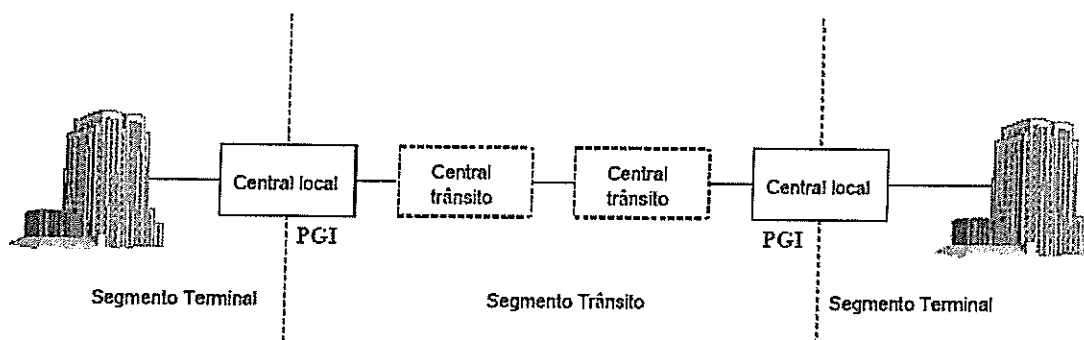 Central local
Central
trânsito
Central
trânsito
Central local
PGI
PGI
Segmento Terminal
Segmento Trânsito
Segmento Terminal